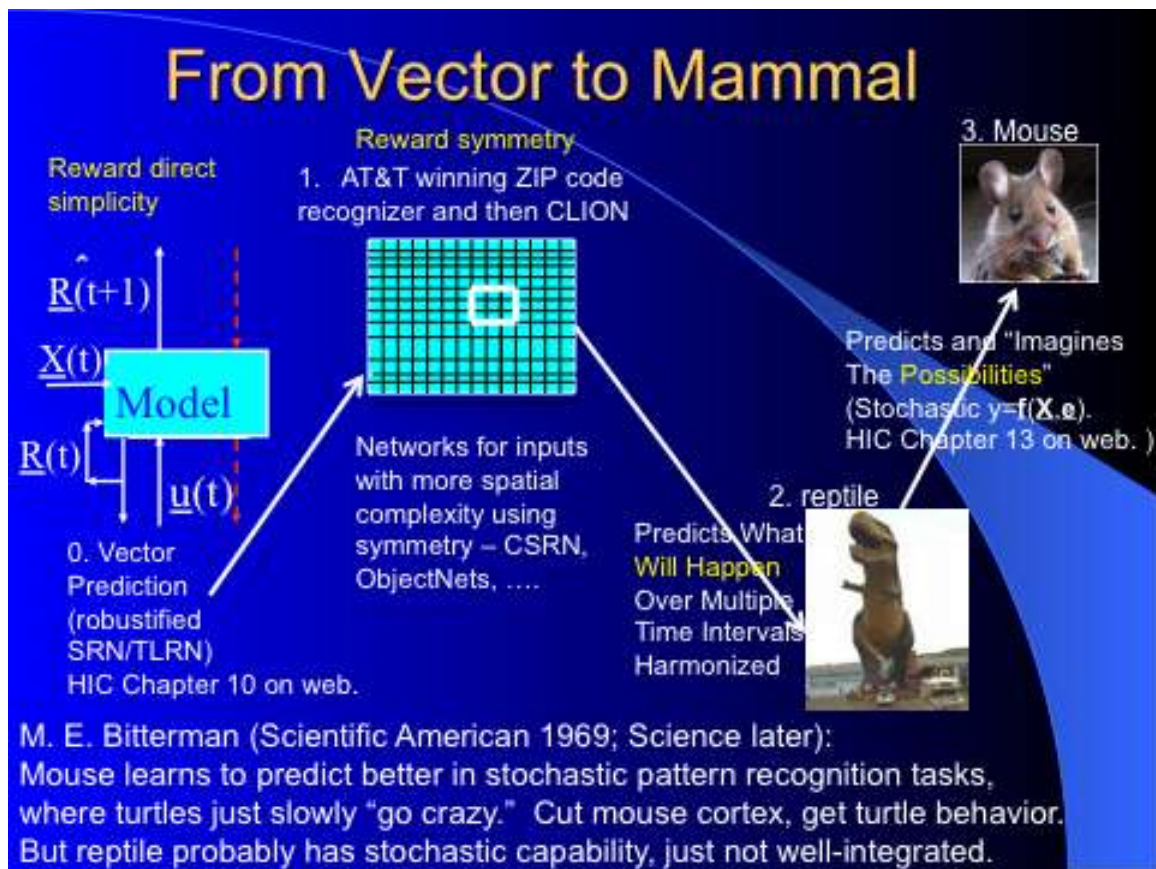 From Vector to Mammal
Reward direct
simplicity
R̂(t+1)
X(t)
Model
R(t)
u(t)
0. Vector
Prediction
(robustified
SRN/TLRN)
HIC Chapter 10 on web.
Reward symmetry
1. AT&T winning ZIP code
recognizer and then CLION
Networks for inputs
with more spatial
complexity using
symmetry – CSRN,
ObjectNets, ….
2. reptile
Predicts What
Will Happen
Over Multiple
Time Intervals
Harmonized
3. Mouse
Predicts and “Imagines
The Possibilities”
(Stochastic y=f(X,e).
HIC Chapter 13 on web. )
M. E. Bitterman (Scientific American 1969; Science later):
Mouse learns to predict better in stochastic pattern recognition tasks,
where turtles just slowly “go crazy.” Cut mouse cortex, get turtle behavior.
But reptile probably has stochastic capability, just not well-integrated.